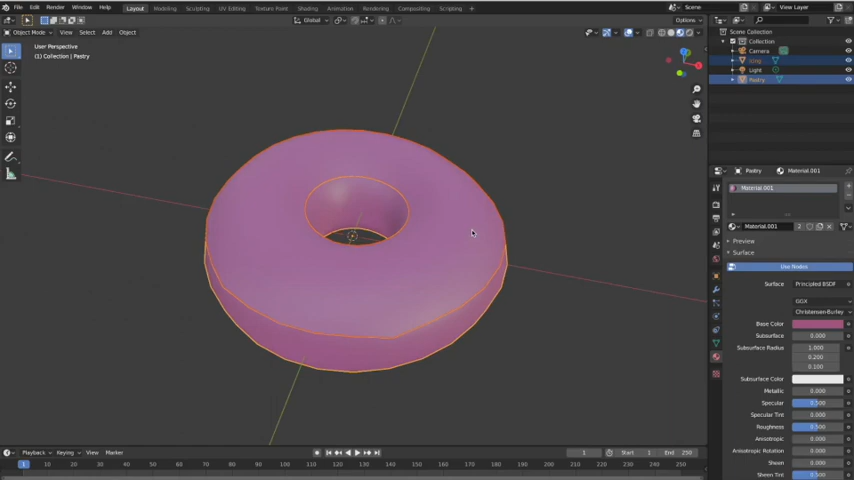 File Edit Render Window Help Layout Modeling Sculpting UV Editing Texture Paint Shading Animation Rendering Compositing Scripting Scene View Layer
Global Options
Object Mode View Select Add Object
User Perspective
(1) Collection | Pastry
Scene Collection
Collection
Camera
Icing
Light
Pastry
Pastry Material.001
Material.001
Material.001 2
Preview
Surface
Use Nodes
Surface Principled BSDF
GGX
Christensen-Burley
Base Color
Subsurface 0.000
Subsurface Radius 1.000
0.200
0.100
Subsurface Color
Metallic 0.000
Specular 0.500
Specular Tint 0.000
Roughness 0.500
Anisotropic 0.000
Anisotropic Rotation 0.000
Sheen 0.000
Sheen Tint 0.500
Playback Keying View Marker 1 Start 1 End 250
1 10 20 30 40 50 60 70 80 90 100 110 120 130 140 150 160 170 180 190 200 210 220 230 240 250